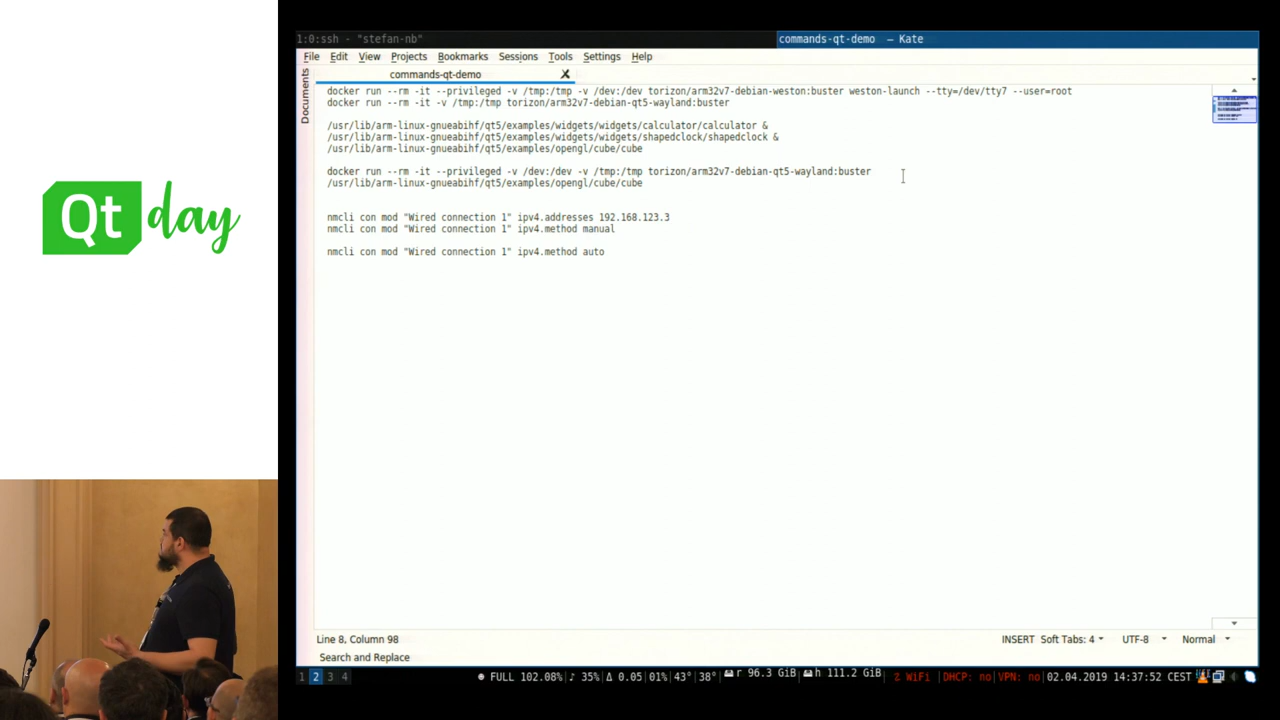 Qt day
1:0:ssh - "stefan-nb"
commands-qt-demo — Kate
File Edit View Projects Bookmarks Sessions Tools Settings Help
commands-qt-demo
Documents
docker run --rm -it --privileged -v /tmp:/tmp -v /dev:/dev torizon/arm32v7-debian-weston:buster weston-launch --tty=/dev/tty7 --user=root
docker run --rm -it -v /tmp:/tmp torizon/arm32v7-debian-qt5-wayland:buster
/usr/lib/arm-linux-gnueabihf/qt5/examples/widgets/widgets/calculator/calculator &
/usr/lib/arm-linux-gnueabihf/qt5/examples/widgets/widgets/shapedclock/shapedclock &
/usr/lib/arm-linux-gnueabihf/qt5/examples/opengl/cube/cube
docker run --rm -it --privileged -v /dev:/dev -v /tmp:/tmp torizon/arm32v7-debian-qt5-wayland:buster
/usr/lib/arm-linux-gnueabihf/qt5/examples/opengl/cube/cube
nmcli con mod "Wired connection 1" ipv4.addresses 192.168.123.3
nmcli con mod "Wired connection 1" ipv4.method manual
nmcli con mod "Wired connection 1" ipv4.method auto
Line 8, Column 98
INSERT Soft Tabs: 4 UTF-8 Normal
Search and Replace
1 2 3 4
FULL 102.08%|♪ 35%|Δ 0.05|01%|43°|38°|r 96.3 GiB|h 111.2 GiB|WiFi|DHCP: no|VPN: no|02.04.2019 14:37:52 CEST